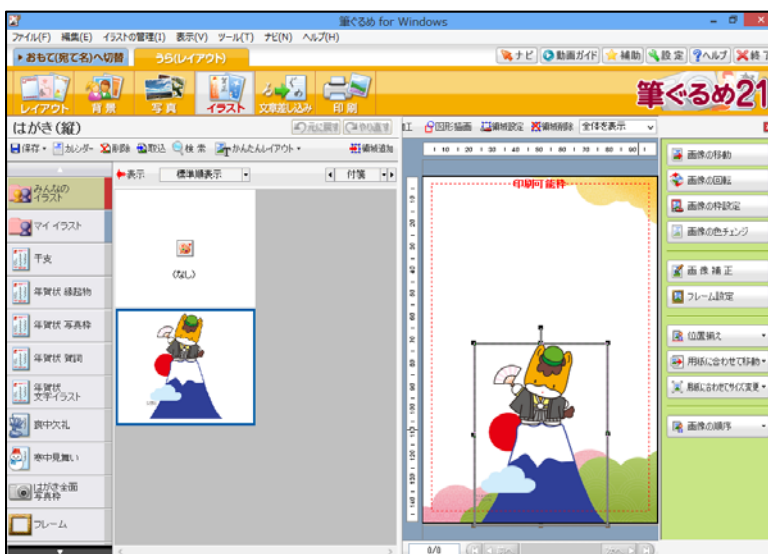 筆ぐるめ for Windows
ファイル(F) 編集(E) イラストの管理(I) 表示(V) ツール(T) ナビ(N) ヘルプ(H)
おもて(宛て名)へ切替 うら(レイアウト) ナビ 動画ガイド 補助 設定 ?ヘルプ 終了
レイアウト 背景 写真 イラスト 文章差し込み 印刷 筆ぐるめ21
はがき(縦) 元に戻す やり直す 図形描画 領域設定 領域削除 全体を表示
保存 カレンダー 削除 取込 検索 かんたんレイアウト 領域追加
表示 標準順表示 付箋
みんなの
イラスト
マイ イラスト
干支
年賀状 縁起物
年賀状 写真枠
年賀状 賀詞
年賀状
文字イラスト
喪中欠礼
寒中見舞い
はがき全面
写真枠
フレーム
(なし)
印刷可能枠
画像の移動
画像の回転
画像の枠設定
画像の色チェンジ
画像補正
フレーム設定
位置揃え
用紙に合わせて移動
用紙に合わせてサイズ変更
画像の順序
0/0